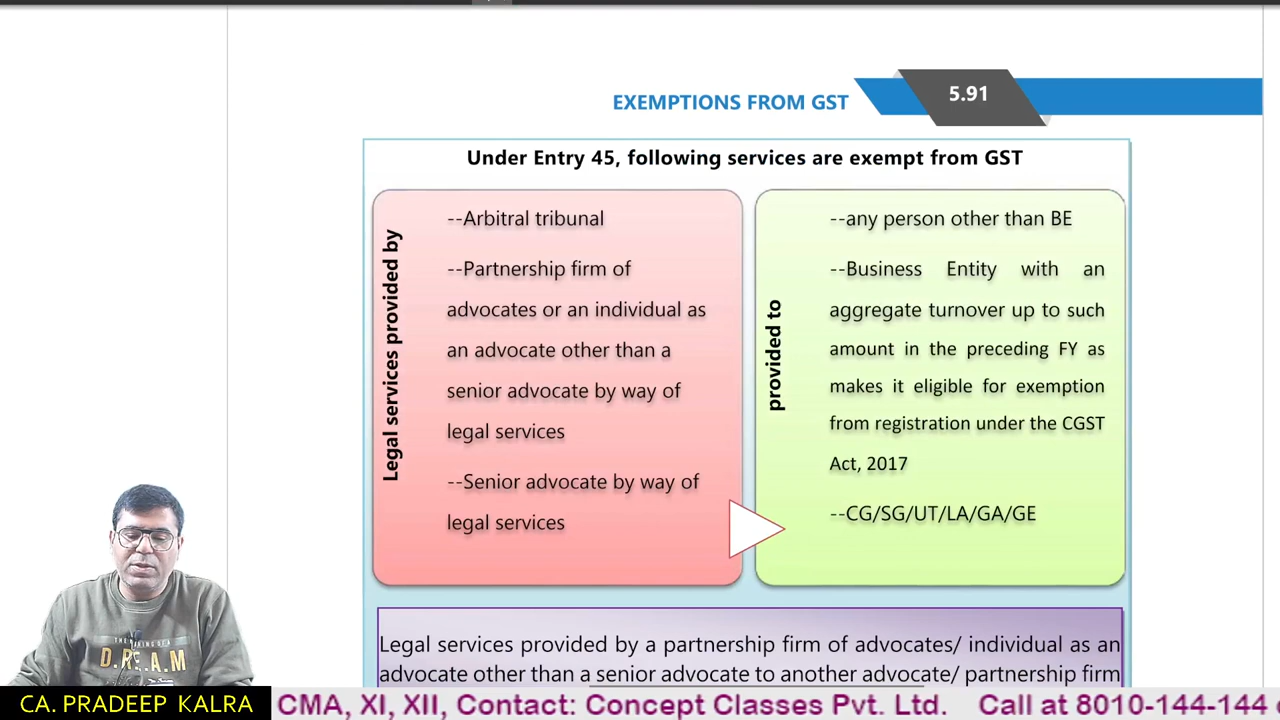 EXEMPTIONS FROM GST
5.91
Under Entry 45, following services are exempt from GST
Legal services provided by
--Arbitral tribunal
--Partnership firm of
advocates or an individual as
an advocate other than a
senior advocate by way of
legal services
--Senior advocate by way of
legal services
provided to
--any person other than BE
--Business Entity with an
aggregate turnover up to such
amount in the preceding FY as
makes it eligible for exemption
from registration under the CGST
Act, 2017
--CG/SG/UT/LA/GA/GE
Legal services provided by a partnership firm of advocates/ individual as an
advocate other than a senior advocate to another advocate/ partnership firm
D.R.E.A.M
CA. PRADEEP KALRA
CMA, XI, XII, Contact: Concept Classes Pvt. Ltd. Call at 8010-144-144